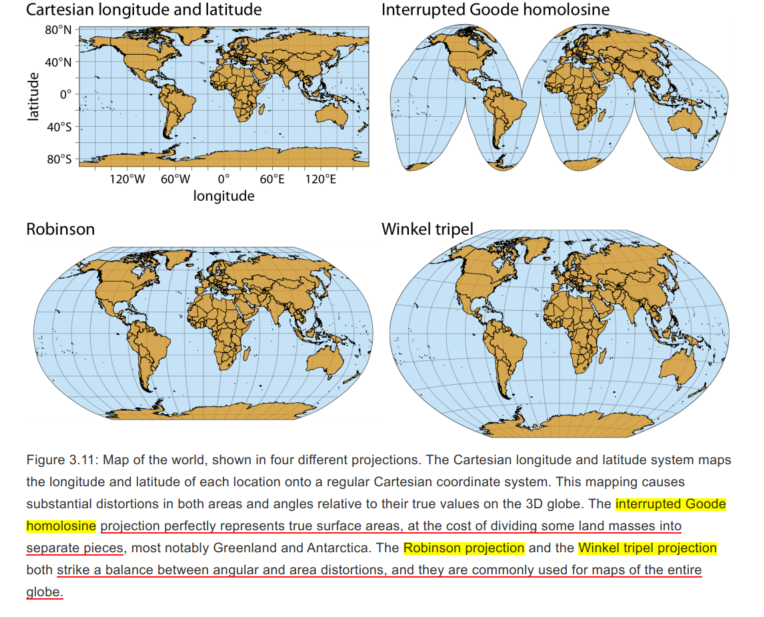 Cartesian longitude and latitude
Interrupted Goode homolosine
80°N
40°N
0°
40°S
80°S
latitude
120°W 60°W 0° 60°E 120°E
longitude
Robinson
Winkel tripel
Figure 3.11: Map of the world, shown in four different projections. The Cartesian longitude and latitude system maps
the longitude and latitude of each location onto a regular Cartesian coordinate system. This mapping causes
substantial distortions in both areas and angles relative to their true values on the 3D globe. The interrupted Goode
homolosine projection perfectly represents true surface areas, at the cost of dividing some land masses into
separate pieces, most notably Greenland and Antarctica. The Robinson projection and the Winkel tripel projection
both strike a balance between angular and area distortions, and they are commonly used for maps of the entire
globe.